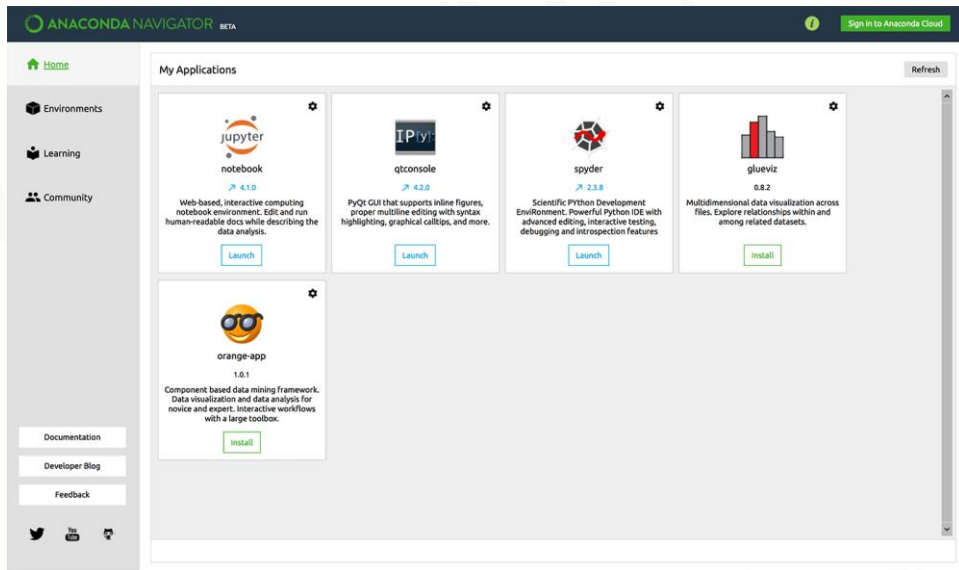 ANACONDA NAVIGATOR BETA
i
Sign in to Anaconda Cloud
Home
Environments
Learning
Community
My Applications
Refresh
jupyter
notebook
4.1.0
Web-based, interactive computing
notebook environment. Edit and run
human-readable docs while describing the
data analysis.
Launch
IP[y]:
qtconsole
4.2.0
PyQt GUI that supports inline figures,
proper multiline editing with syntax
highlighting, graphical calltips, and more.
Launch
spyder
2.3.8
Scientific PYthon Development
EnviRonment. Powerful Python IDE with
advanced editing, interactive testing,
debugging and introspection features
Launch
glueviz
0.8.2
Multidimensional data visualization across
files. Explore relationships within and
among related datasets.
Install
orange-app
1.0.1
Component based data mining framework.
Data visualization and data analysis for
novice and expert. Interactive workflows
with a large toolbox.
Install
Documentation
Developer Blog
Feedback
You
Tube